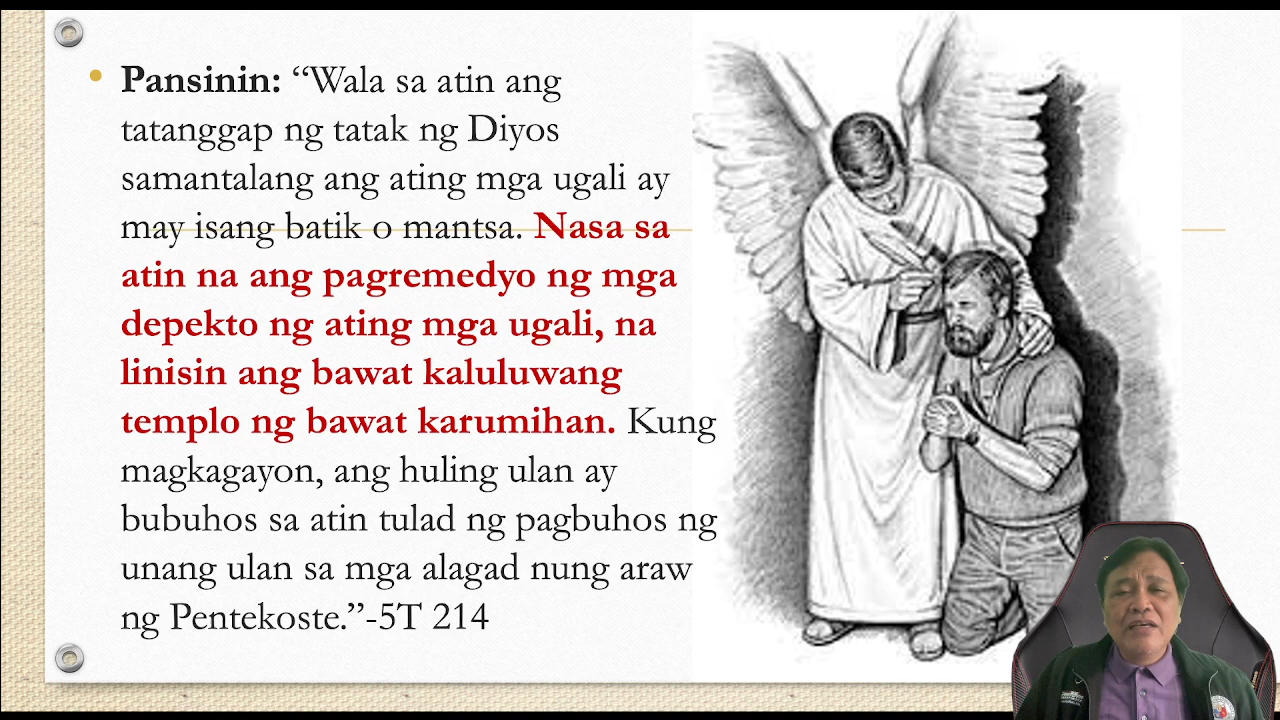 Pansinin: “Wala sa atin ang
tatanggap ng tatak ng Diyos
samantalang ang ating mga ugali ay
may isang batik o mantsa. Nasa sa
atin na ang pagremedyo ng mga
depekto ng ating mga ugali, na
linisin ang bawat kaluluwang
templo ng bawat karumihan. Kung
magkagayon, ang huling ulan ay
bubuhos sa atin tulad ng pagbuhos ng
unang ulan sa mga alagad nung araw
ng Pentekoste.”-5T 214